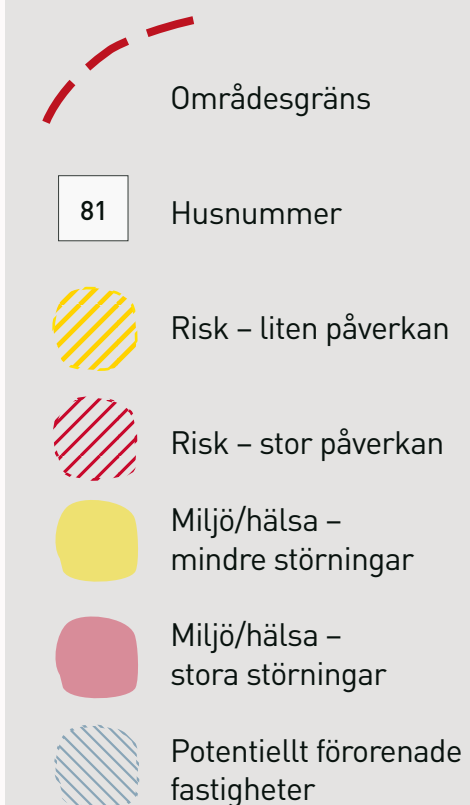 Områdesgräns
81 Husnummer
Risk – liten påverkan
Risk – stor påverkan
Miljö/hälsa –
mindre störningar
Miljö/hälsa –
stora störningar
Potentiellt förorenade
fastigheter